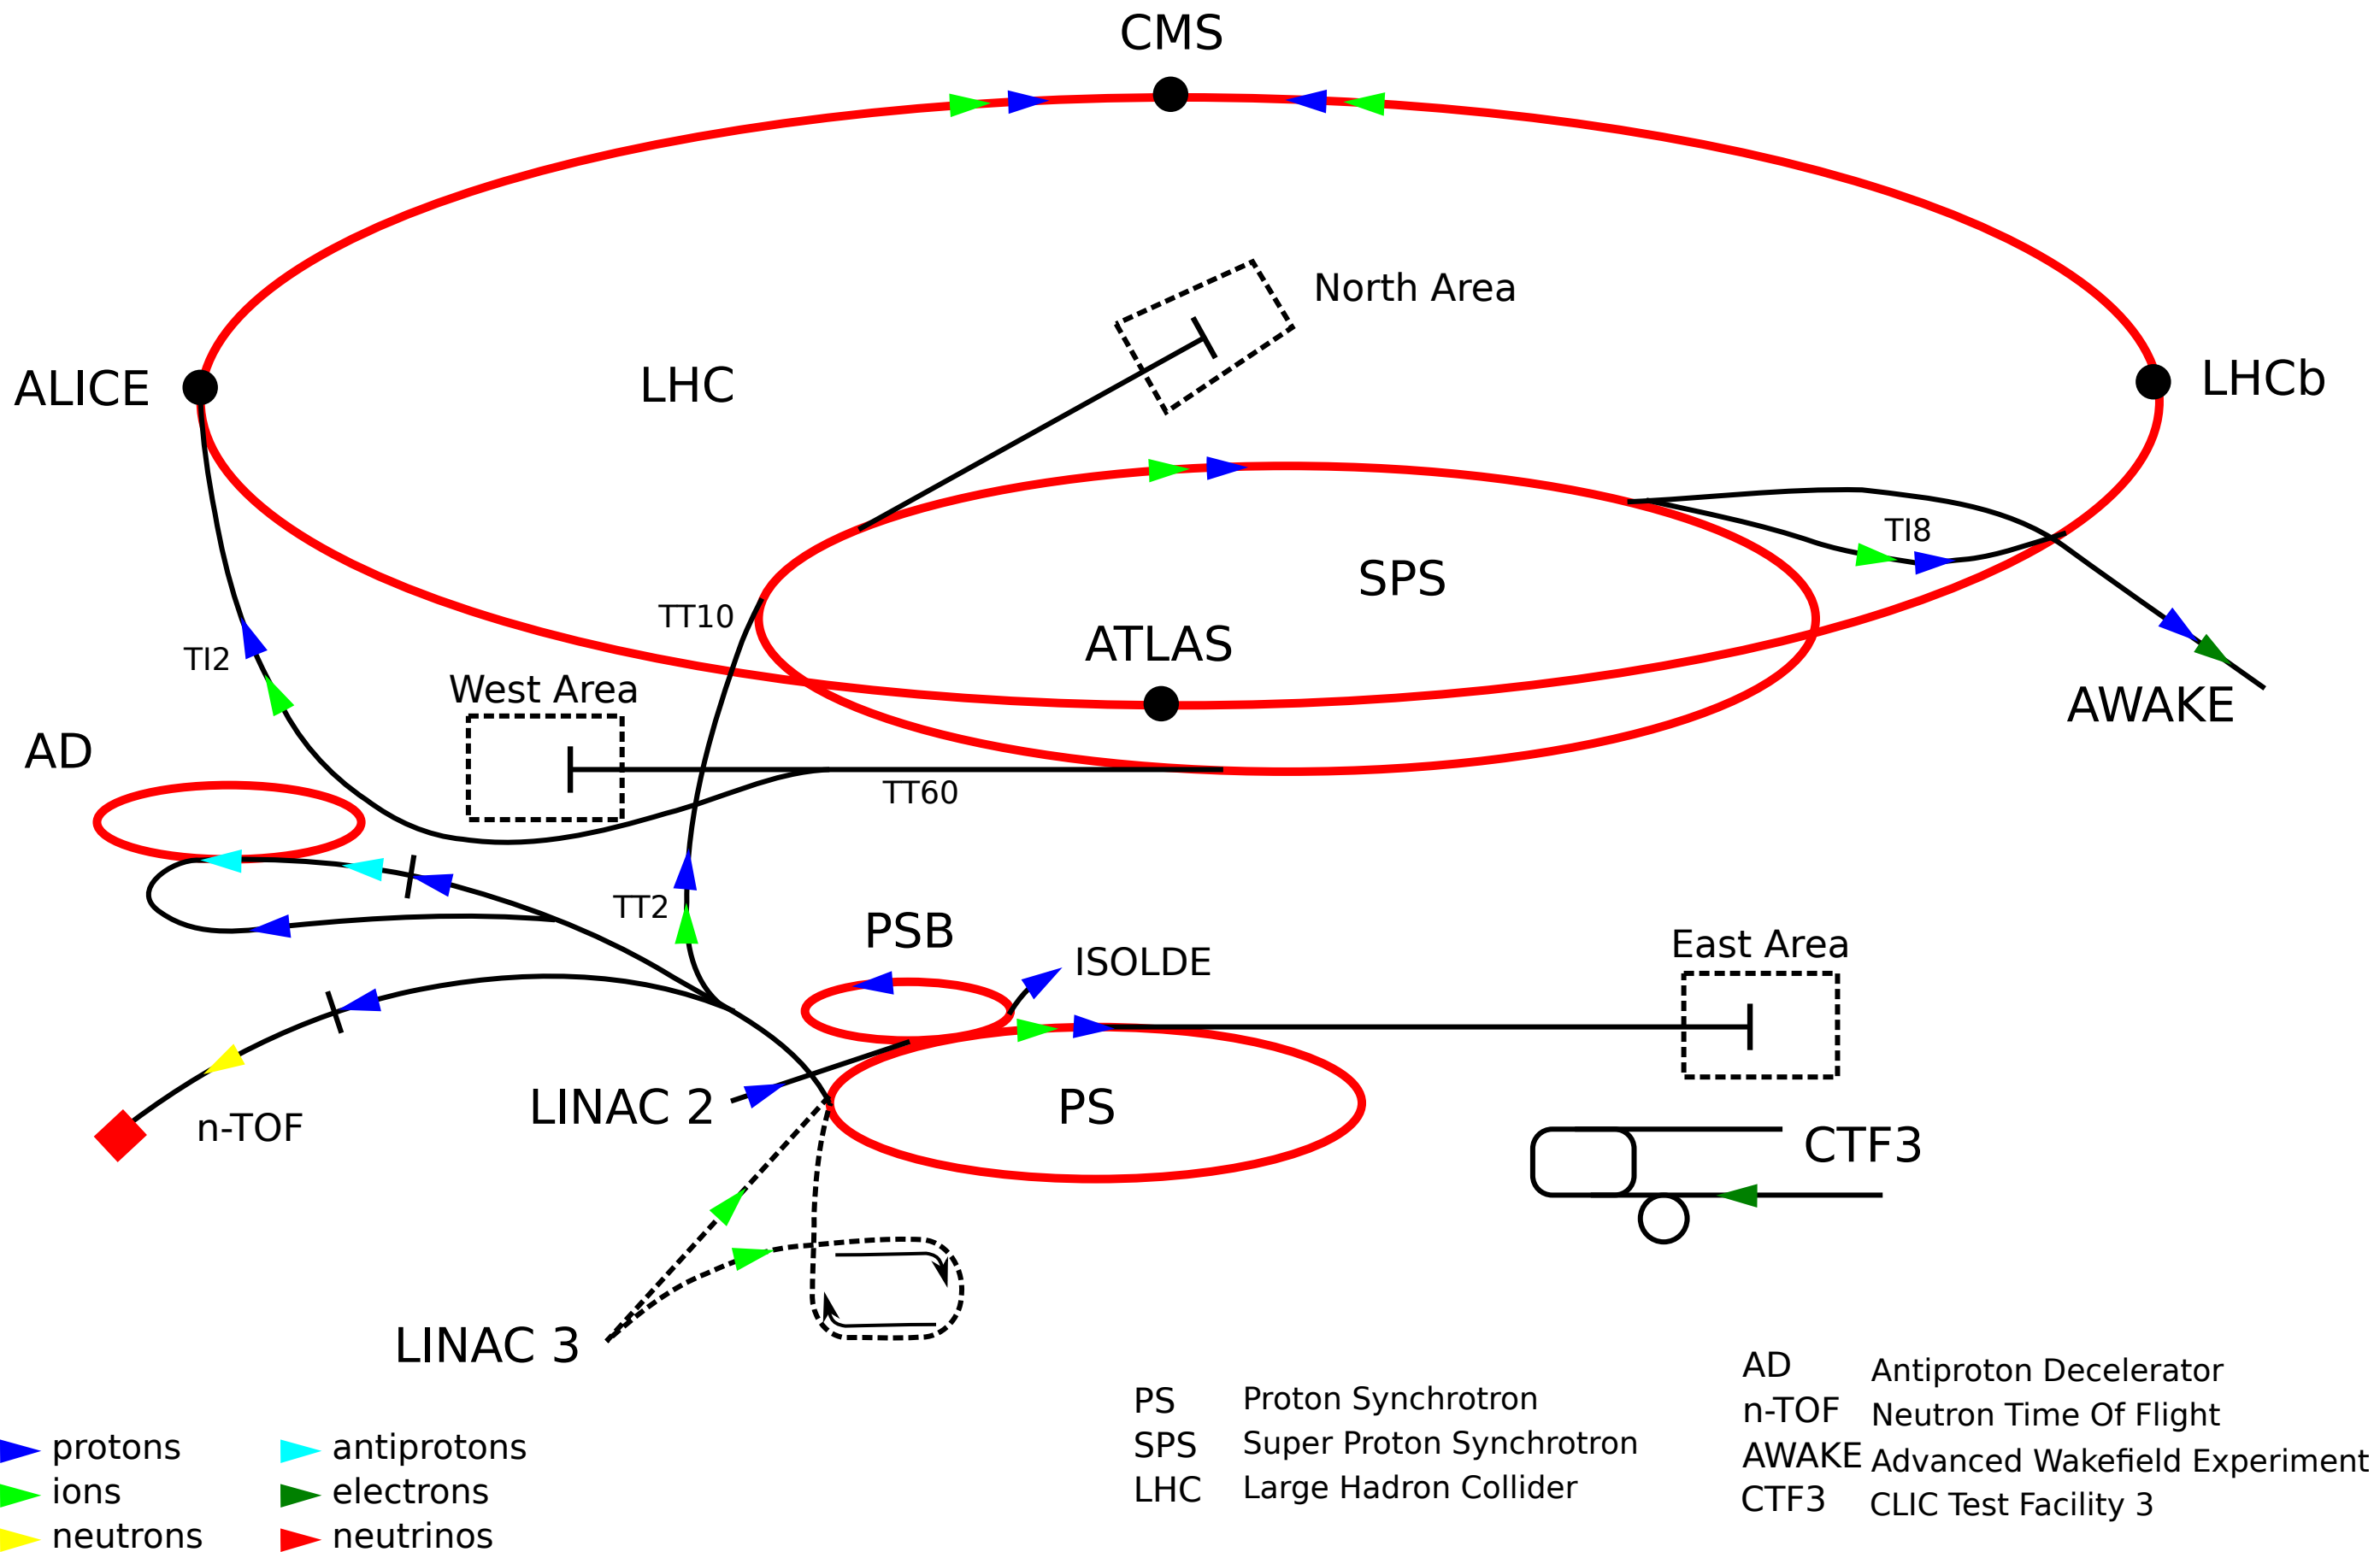 CMS
North Area
ALICE
LHC
LHCb
TI8
SPS
TT10
ATLAS
TI2
West Area
AWAKE
AD
TT60
TT2
PSB
East Area
ISOLDE
LINAC 2
PS
n-TOF
CTF3
LINAC 3
PS Proton Synchrotron
SPS Super Proton Synchrotron
LHC Large Hadron Collider
AD Antiproton Decelerator
n-TOF Neutron Time Of Flight
AWAKE Advanced Wakefield Experiment
CTF3 CLIC Test Facility 3
protons
ions
neutrons
antiprotons
electrons
neutrinos